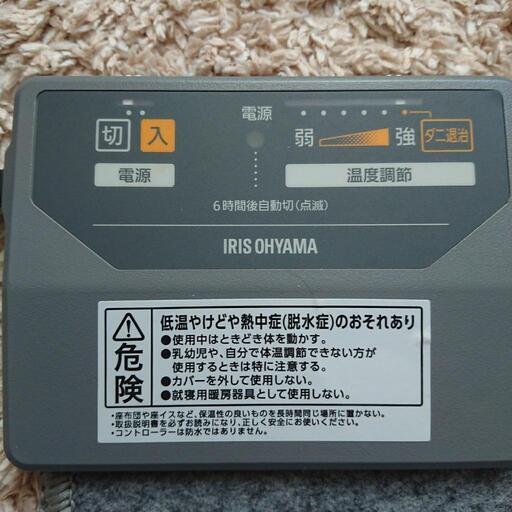 電源
切 入
弱 強 ダニ退治
電源 温度調節
6時間後自動切(点滅)
IRIS OHYAMA
危険
低温やけどや熱中症(脱水症)のおそれあり
●使用中はときどき体を動かす。
●乳幼児や、自分で体温調節できない方が
使用するときは特に注意する。
●カバーを外して使用しない。
●就寝用暖房器具として使用しない。
・座布団や座イスなど、保温性の良いものを長時間同じ場所に置かない。
・取扱説明書を必ずお読みになり、正しく安全にお使いください。
・コントローラーは防水ではありません。